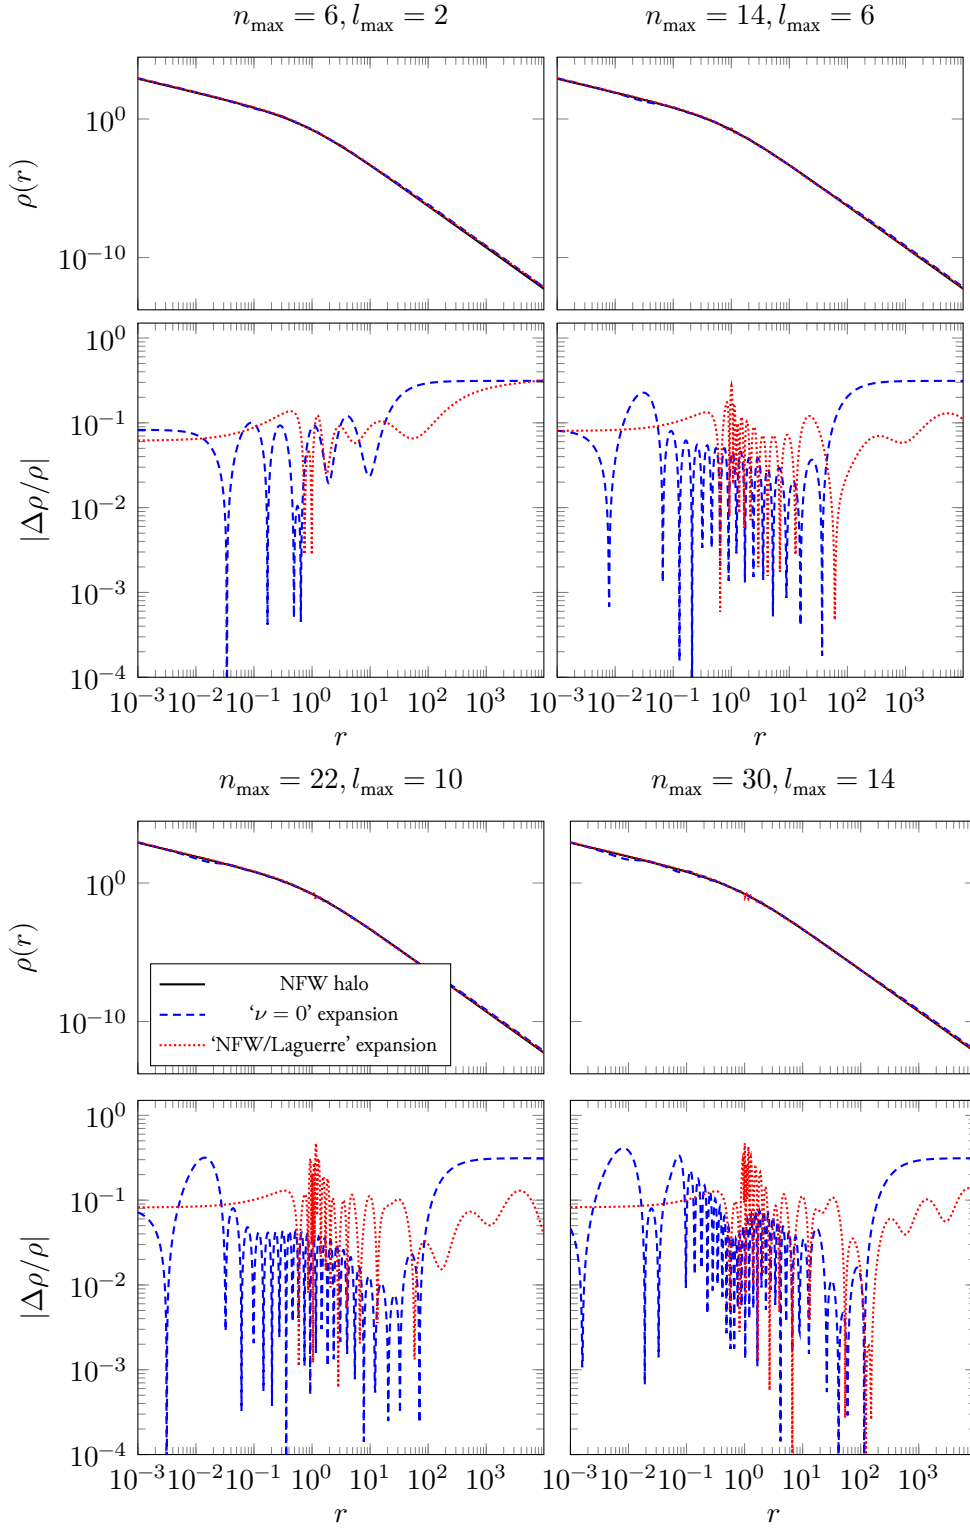 n_max = 6, l_max = 2
n_max = 14, l_max = 6
ρ(r)
10^0
10^−10
|Δρ/ρ|
10^0
10^−1
10^−2
10^−3
10^−4
10^−3 10^−2 10^−1 10^0 10^1 10^2 10^3 10
10^−3 10^−2 10^−1 10^0 10^1 10^2 10^3
r
r
n_max = 22, l_max = 10
n_max = 30, l_max = 14
ρ(r)
10^0
10^−10
NFW halo
‘ν = 0’ expansion
‘NFW/Laguerre’ expansion
|Δρ/ρ|
10^0
10^−1
10^−2
10^−3
10^−4
10^−3 10^−2 10^−1 10^0 10^1 10^2 10^3
10^−3 10^−2 10^−1 10^0 10^1 10^2 10^3
r
r